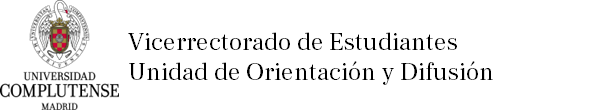 UNIVERSIDAD
COMPLUTENSE
MADRID
Vicerrectorado de Estudiantes
Unidad de Orientación y Difusión